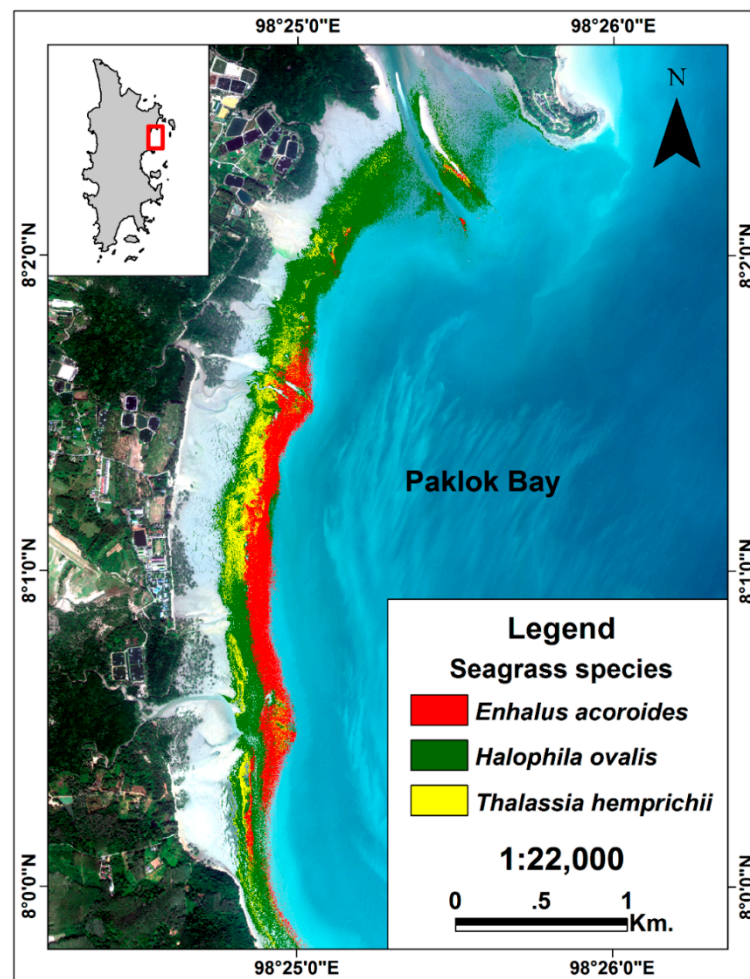 98°25'0"E 98°26'0"E
N
8°2'0"N 8°2'0"N
Paklok Bay
8°1'0"N 8°1'0"N
Legend
Seagrass species
Enhalus acoroides
Halophila ovalis
Thalassia hemprichii
1:22,000
0 .5 1
Km.
8°0'0"N 8°0'0"N
98°25'0"E 98°26'0"E